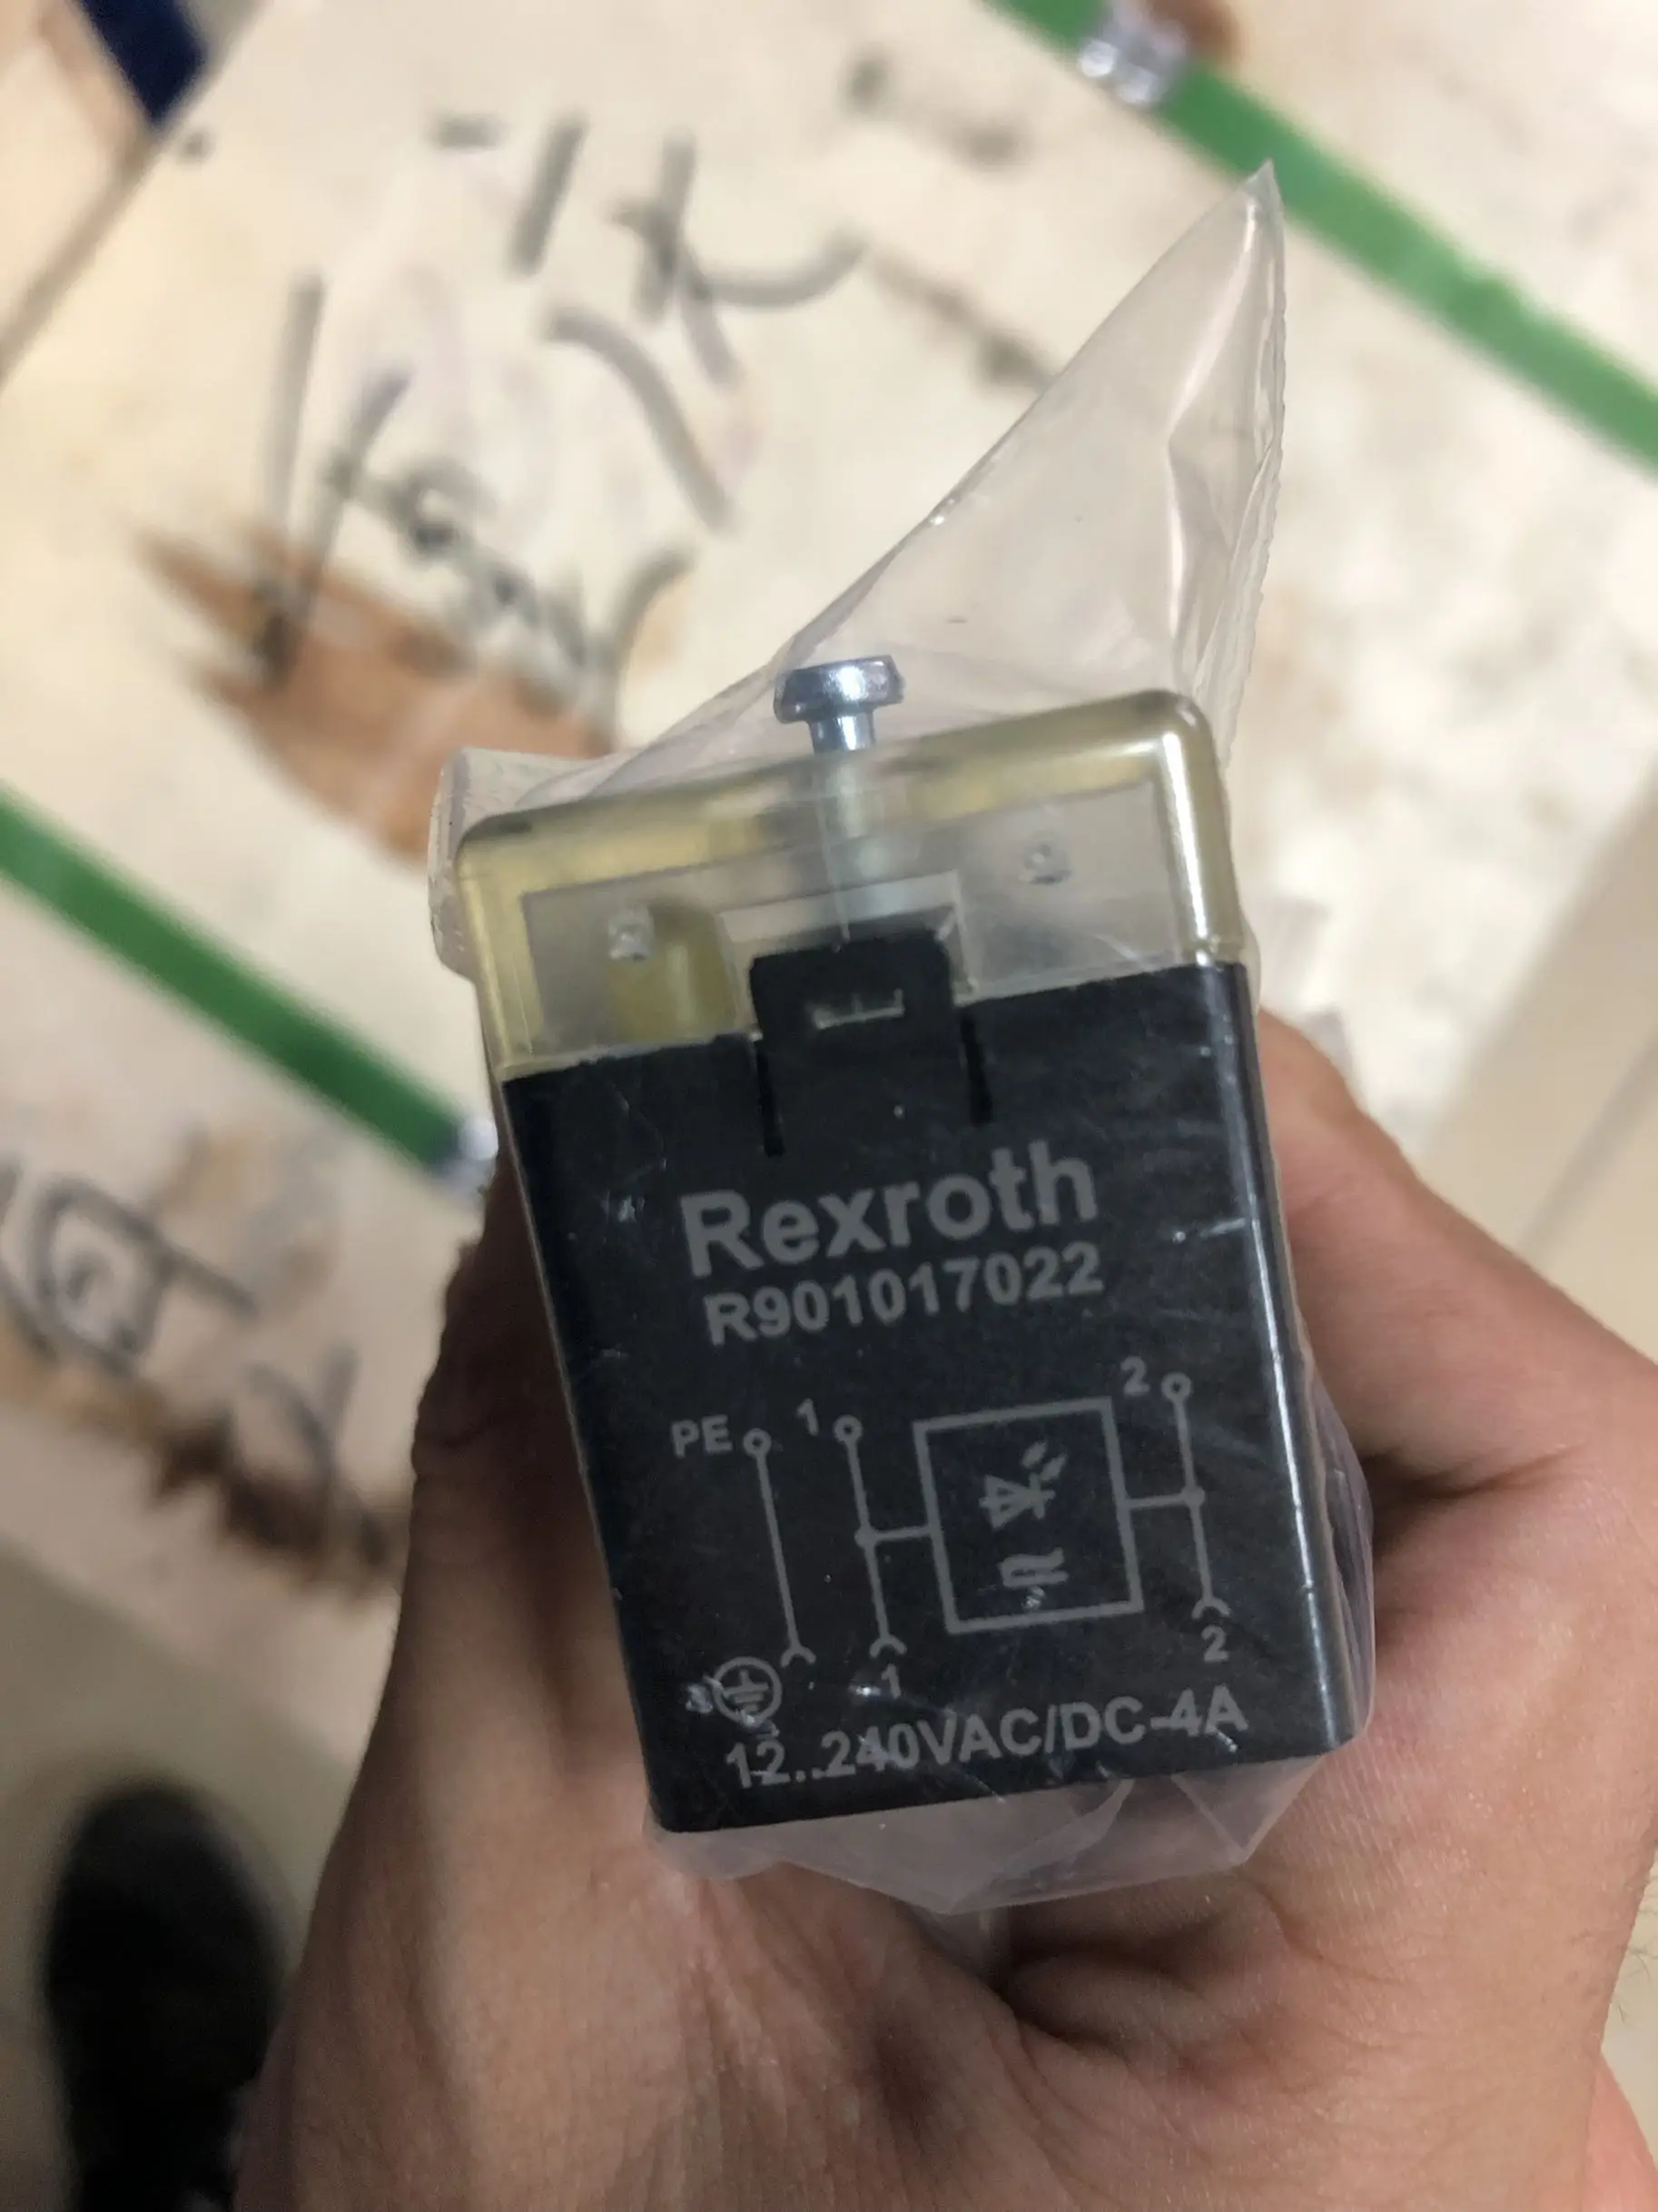 Rexroth
R901017022
PE 1 2
1 2
12..240VAC/DC-4A